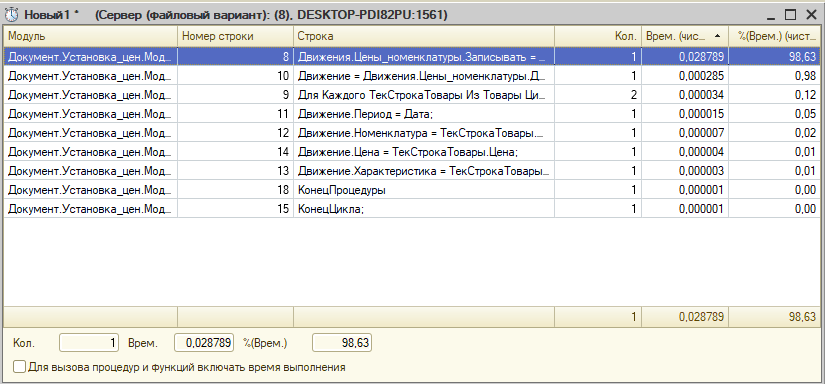 Новый1 * (Сервер (файловый вариант): (8), DESKTOP-PDI82PU:1561)
Модуль Номер строки Строка Кол. Врем. (чис... %(Врем.) (чист...
Документ.Установка_цен.Мод... 8 Движения.Цены_номенклатуры.Записывать = ... 1 0,028789 98,63
Документ.Установка_цен.Мод... 10 Движение = Движения.Цены_номенклатуры.Д... 1 0,000285 0,98
Документ.Установка_цен.Мод... 9 Для Каждого ТекСтрокаТовары Из Товары Ци... 2 0,000034 0,12
Документ.Установка_цен.Мод... 11 Движение.Период = Дата; 1 0,000015 0,05
Документ.Установка_цен.Мод... 12 Движение.Номенклатура = ТекСтрокаТовары.... 1 0,000007 0,02
Документ.Установка_цен.Мод... 14 Движение.Цена = ТекСтрокаТовары.Цена; 1 0,000004 0,01
Документ.Установка_цен.Мод... 13 Движение.Характеристика = ТекСтрокаТовары... 1 0,000003 0,01
Документ.Установка_цен.Мод... 18 КонецПроцедуры 1 0,000001 0,00
Документ.Установка_цен.Мод... 15 КонецЦикла; 1 0,000001 0,00
1 0,028789 98,63
Кол. 1 Врем. 0,028789 %(Врем.) 98,63
Для вызова процедур и функций включать время выполнения